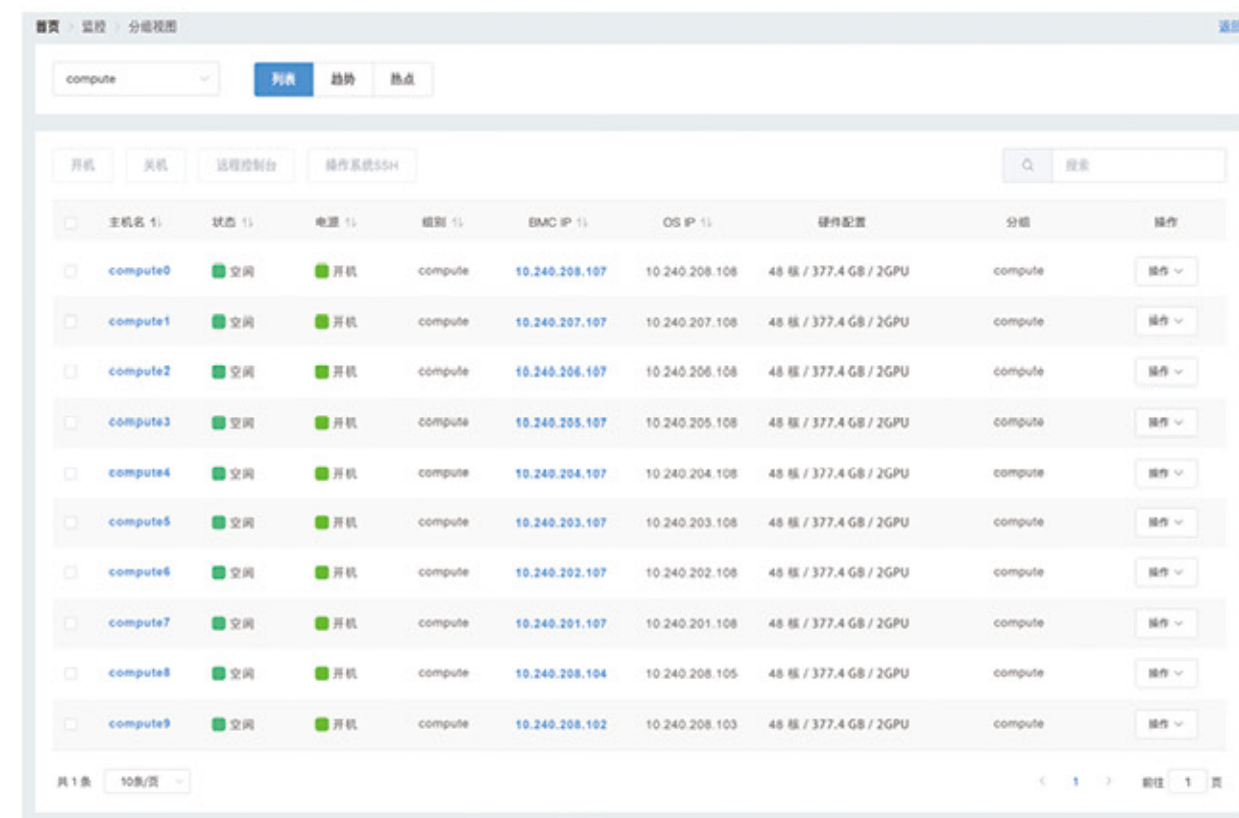 首页 > 监控 > 分组视图 返回
compute 列表 趋势 热点
开机 关机 远程控制台 操作系统SSH 搜索
主机名 状态 电源 组别 BMC IP OS IP 硬件配置 分组 操作
compute0 空闲 开机 compute 10.240.208.107 10.240.208.108 48 核 / 377.4 GB / 2GPU compute 操作
compute1 空闲 开机 compute 10.240.207.107 10.240.207.108 48 核 / 377.4 GB / 2GPU compute 操作
compute2 空闲 开机 compute 10.240.206.107 10.240.206.108 48 核 / 377.4 GB / 2GPU compute 操作
compute3 空闲 开机 compute 10.240.205.107 10.240.205.108 48 核 / 377.4 GB / 2GPU compute 操作
compute4 空闲 开机 compute 10.240.204.107 10.240.204.108 48 核 / 377.4 GB / 2GPU compute 操作
compute5 空闲 开机 compute 10.240.203.107 10.240.203.108 48 核 / 377.4 GB / 2GPU compute 操作
compute6 空闲 开机 compute 10.240.202.107 10.240.202.108 48 核 / 377.4 GB / 2GPU compute 操作
compute7 空闲 开机 compute 10.240.201.107 10.240.201.108 48 核 / 377.4 GB / 2GPU compute 操作
compute8 空闲 开机 compute 10.240.208.104 10.240.208.105 48 核 / 377.4 GB / 2GPU compute 操作
compute9 空闲 开机 compute 10.240.208.102 10.240.208.103 48 核 / 377.4 GB / 2GPU compute 操作
共 1 条 10条/页 < 1 > 前往 1 页